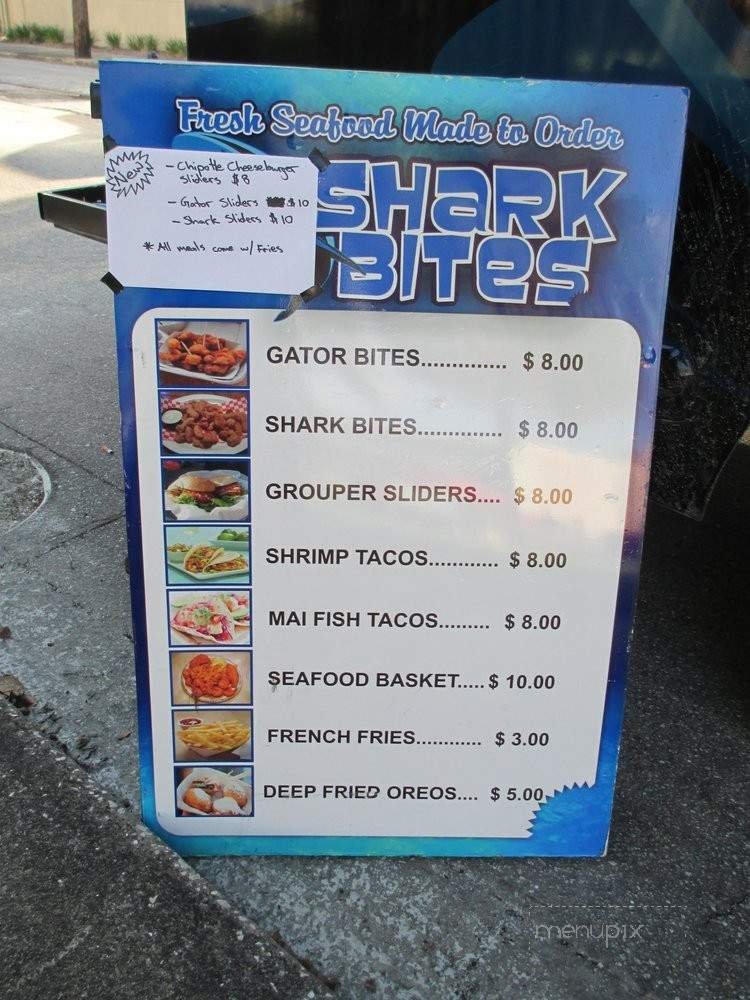 Fresh Seafood Made to Order
SHARK
BITES
New
- Chipotle Cheeseburger
sliders $8
- Gator Sliders $10
- Shark Sliders $10
* All meals come w/ Fries
GATOR BITES.............. $ 8.00
SHARK BITES.............. $ 8.00
GROUPER SLIDERS.... $ 8.00
SHRIMP TACOS............ $ 8.00
MAI FISH TACOS......... $ 8.00
SEAFOOD BASKET..... $ 10.00
FRENCH FRIES............ $ 3.00
DEEP FRIED OREOS.... $ 5.00
menupix